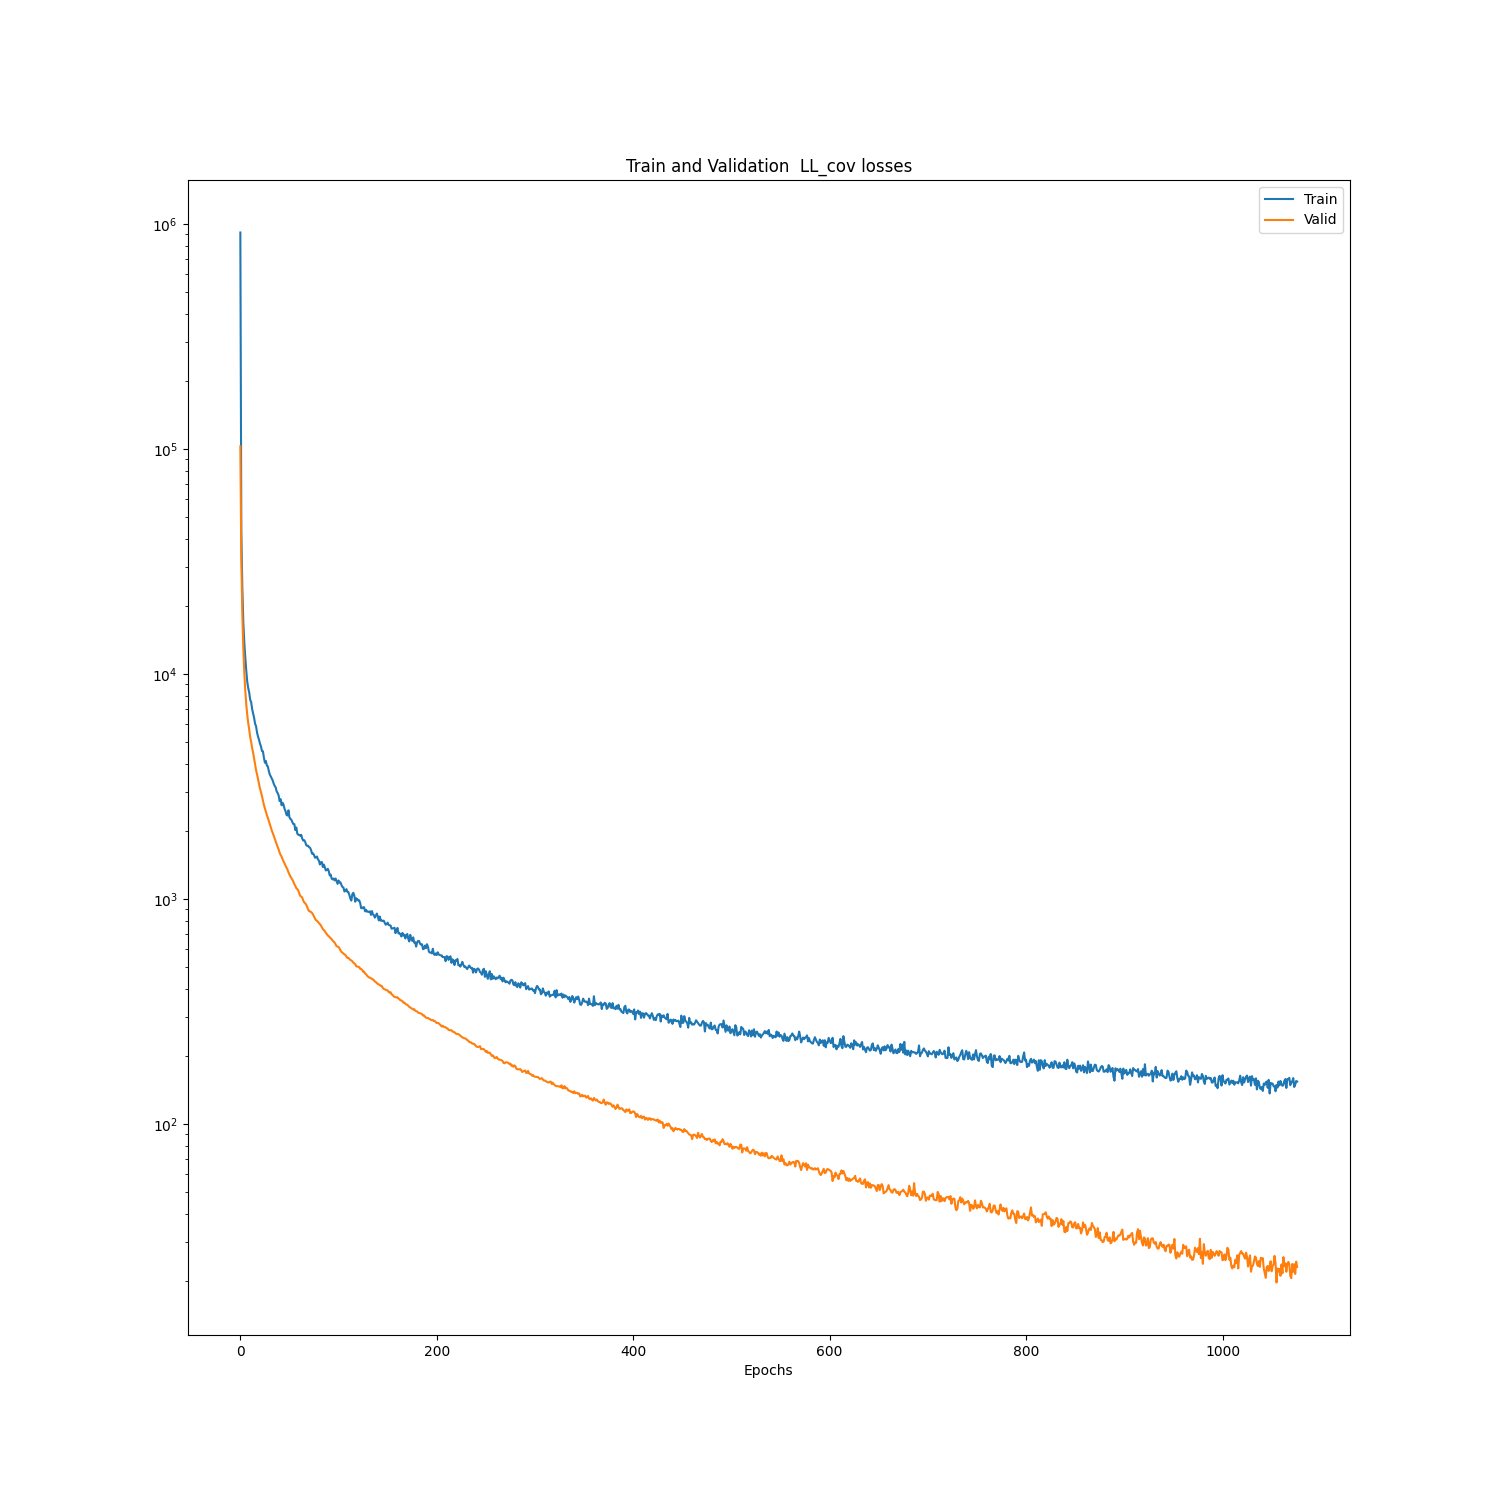 Train and Validation  LL_cov losses
Train
Valid
10⁶
10⁵
10⁴
10³
10²
0 200 400 600 800 1000
Epochs